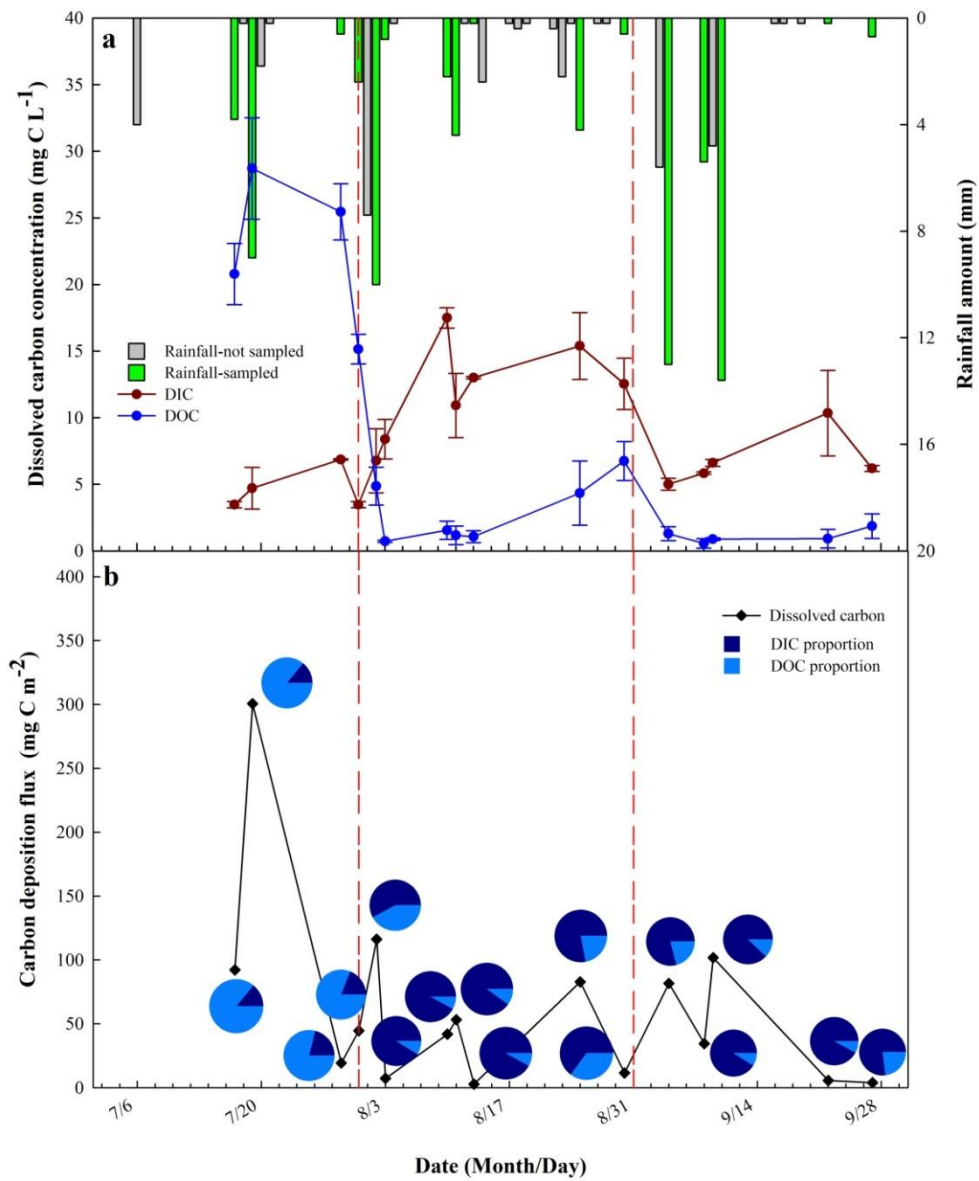 a
40
35
30
25
20
15
10
5
0
Dissolved carbon concentration (mg C L-1)
0
4
8
12
16
20
Rainfall amount (mm)
Rainfall-not sampled
Rainfall-sampled
DIC
DOC
b
400
350
300
250
200
150
100
50
0
Carbon deposition flux (mg C m-2)
Dissolved carbon
DIC proportion
DOC proportion
7/6
7/20
8/3
8/17
8/31
9/14
9/28
Date (Month/Day)